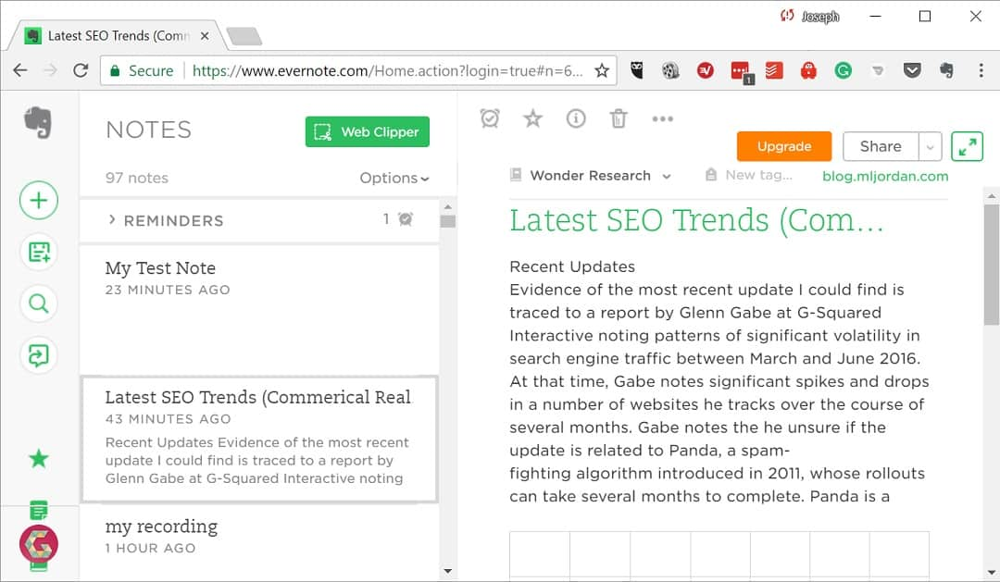 Joseph
Latest SEO Trends (Comm
Secure
https://www.evernote.com/Home.action?login=true#n=6...
1
NOTES
Web Clipper
97 notes
Options
REMINDERS
1
My Test Note
23 MINUTES AGO
Latest SEO Trends (Commerical Real
43 MINUTES AGO
Recent Updates Evidence of the most recent
update I could find is traced to a report by
Glenn Gabe at G-Squared Interactive noting
my recording
1 HOUR AGO
Upgrade
Share
Wonder Research
New tag...
blog.mljordan.com
Latest SEO Trends (Com...
Recent Updates
Evidence of the most recent update I could find is
traced to a report by Glenn Gabe at G-Squared
Interactive noting patterns of significant volatility in
search engine traffic between March and June 2016.
At that time, Gabe notes significant spikes and drops
in a number of websites he tracks over the course of
several months. Gabe notes the he unsure if the
update is related to Panda, a spam-
fighting algorithm introduced in 2011, whose rollouts
can take several months to complete. Panda is a